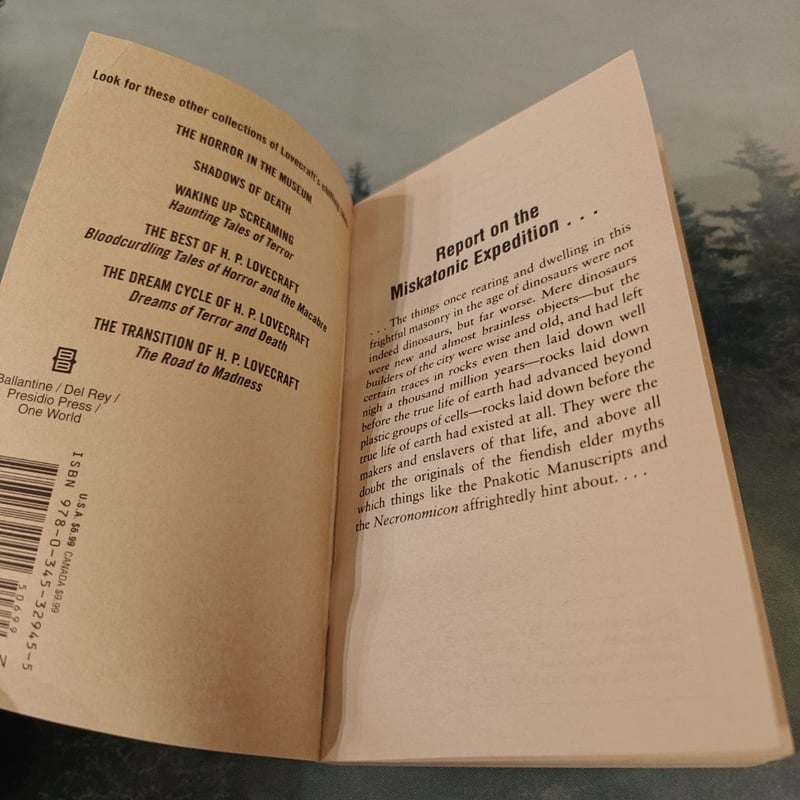 Look for these other collections of Lovecraft's chilling
THE HORROR IN THE MUSEUM
SHADOWS OF DEATH
WAKING UP SCREAMING
Haunting Tales of Terror
THE BEST OF H. P. LOVECRAFT
Bloodcurdling Tales of Horror and the Macabre
THE DREAM CYCLE OF H. P. LOVECRAFT
Dreams of Terror and Death
THE TRANSITION OF H. P. LOVECRAFT
The Road to Madness
Ballantine / Del Rey /
Presidio Press /
One World
U.S.A. $6.99 CANADA $9.99
ISBN 978-0-345-32945-5
50699
Report on the
Miskatonic Expedition . . .
. . . The things once rearing and dwelling in this
frightful masonry in the age of dinosaurs were not
indeed dinosaurs, but far worse. Mere dinosaurs
were new and almost brainless objects—but the
builders of the city were wise and old, and had left
certain traces in rocks even then laid down well
nigh a thousand million years—rocks laid down
before the true life of earth had advanced beyond
plastic groups of cells—rocks laid down before the
true life of earth had existed at all. They were the
makers and enslavers of that life, and above all
doubt the originals of the fiendish elder myths
which things like the Pnakotic Manuscripts and
the Necronomicon affrightedly hint about. . . .